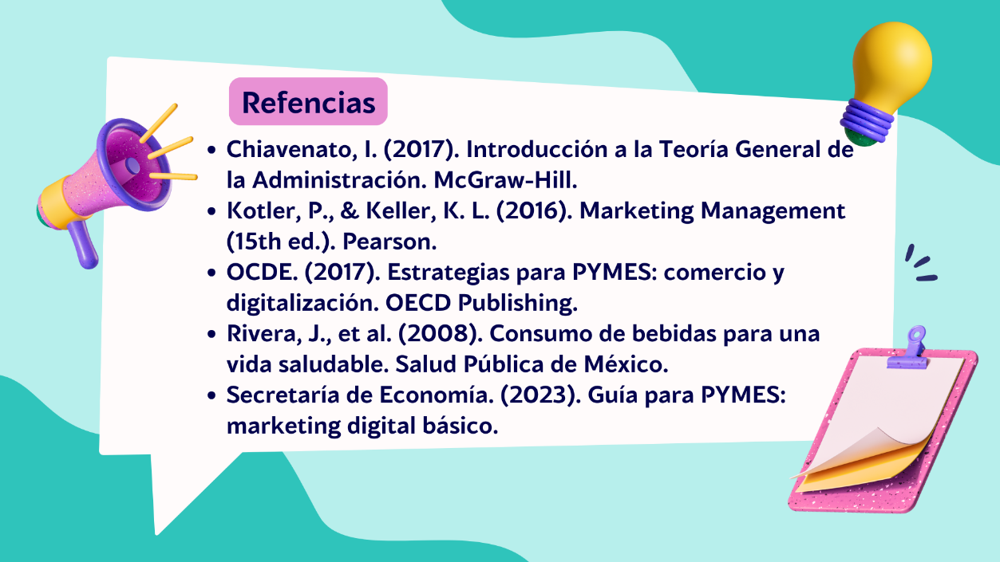 Refencias
• Chiavenato, I. (2017). Introducción a la Teoría General de
la Administración. McGraw-Hill.
• Kotler, P., & Keller, K. L. (2016). Marketing Management
(15th ed.). Pearson.
• OCDE. (2017). Estrategias para PYMES: comercio y
digitalización. OECD Publishing.
• Rivera, J., et al. (2008). Consumo de bebidas para una
vida saludable. Salud Pública de México.
• Secretaría de Economía. (2023). Guía para PYMES:
marketing digital básico.